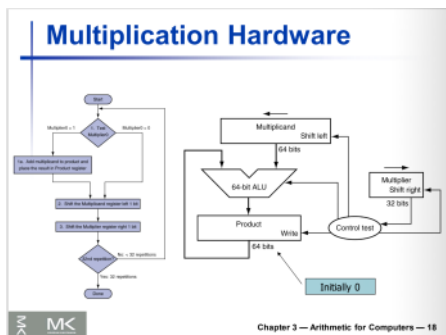 Multiplication Hardware
Start
Multiplier0 = 1
1. Test
Multiplier0
Multiplier0 = 0
1a. Add multiplicand to product and
place the result in Product register
2. Shift the Multiplicand register left 1 bit
3. Shift the Multiplier register right 1 bit
32nd repetition?
No: < 32 repetitions
Yes: 32 repetitions
Done
Multiplicand
Shift left
64 bits
64-bit ALU
Multiplier
Shift right
32 bits
Product
Write
Control test
64 bits
Initially 0
MK
MK
Chapter 3 — Arithmetic for Computers — 18